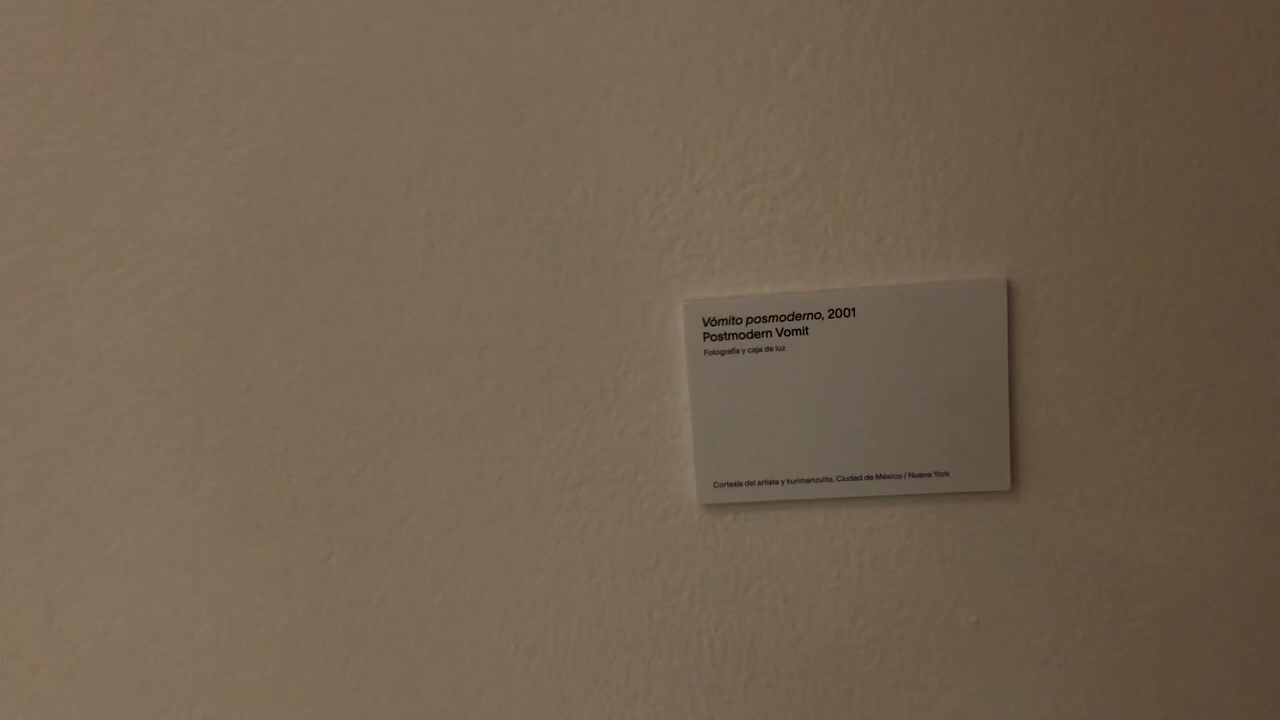 Vómito posmoderno, 2001
Postmodern Vomit
Fotografía y caja de luz
Cortesía del artista y kurimanzutto, Ciudad de México / Nueva York